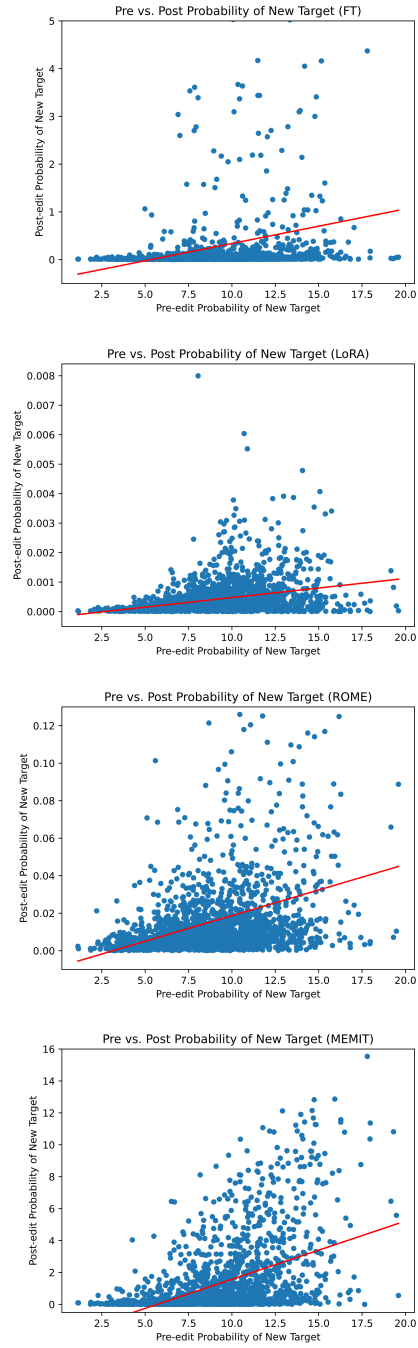 Pre vs. Post Probability of New Target (FT)
Post-edit Probability of New Target
5
4
3
2
1
0
2.5 5.0 7.5 10.0 12.5 15.0 17.5 20.0
Pre-edit Probability of New Target
Pre vs. Post Probability of New Target (LoRA)
Post-edit Probability of New Target
0.008
0.007
0.006
0.005
0.004
0.003
0.002
0.001
0.000
2.5 5.0 7.5 10.0 12.5 15.0 17.5 20.0
Pre-edit Probability of New Target
Pre vs. Post Probability of New Target (ROME)
Post-edit Probability of New Target
0.12
0.10
0.08
0.06
0.04
0.02
0.00
2.5 5.0 7.5 10.0 12.5 15.0 17.5 20.0
Pre-edit Probability of New Target
Pre vs. Post Probability of New Target (MEMIT)
Post-edit Probability of New Target
16
14
12
10
8
6
4
2
0
2.5 5.0 7.5 10.0 12.5 15.0 17.5 20.0
Pre-edit Probability of New Target